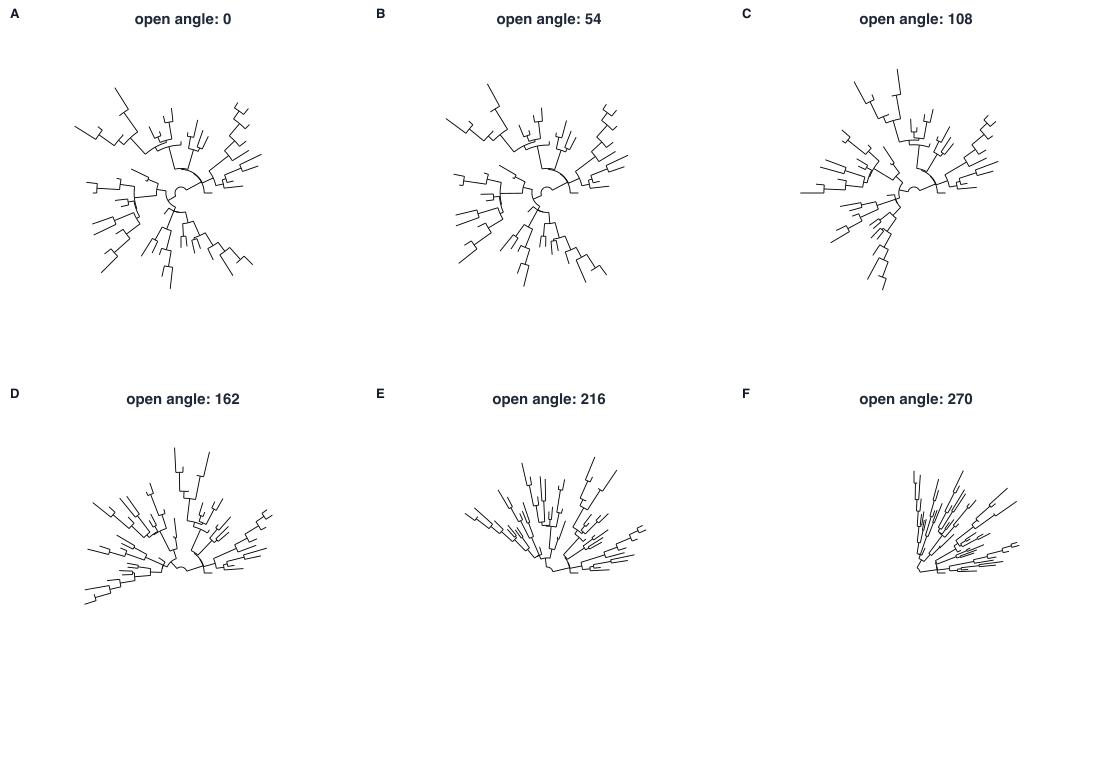 A
open angle: 0
B
open angle: 54
C
open angle: 108
D
open angle: 162
E
open angle: 216
F
open angle: 270